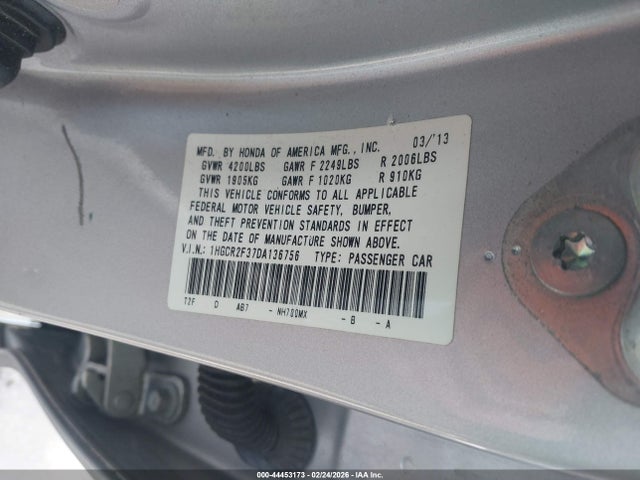 MFD. BY HONDA OF AMERICA MFG., INC. 03/'13
GVWR 4200LBS GAWR F 2249LBS R 2006LBS
GVWR 1905KG GAWR F 1020KG R 910KG
THIS VEHICLE CONFORMS TO ALL APPLICABLE
FEDERAL MOTOR VEHICLE SAFETY, BUMPER,
AND THEFT PREVENTION STANDARDS IN EFFECT
ON THE DATE OF MANUFACTURE SHOWN ABOVE.
V.I.N.: 1HGCR2F37DA136756 TYPE: PASSENGER CAR
T2F D AB7 - NH700MX - B - A
000-44453173 - 02/24/2026 - IAA Inc.